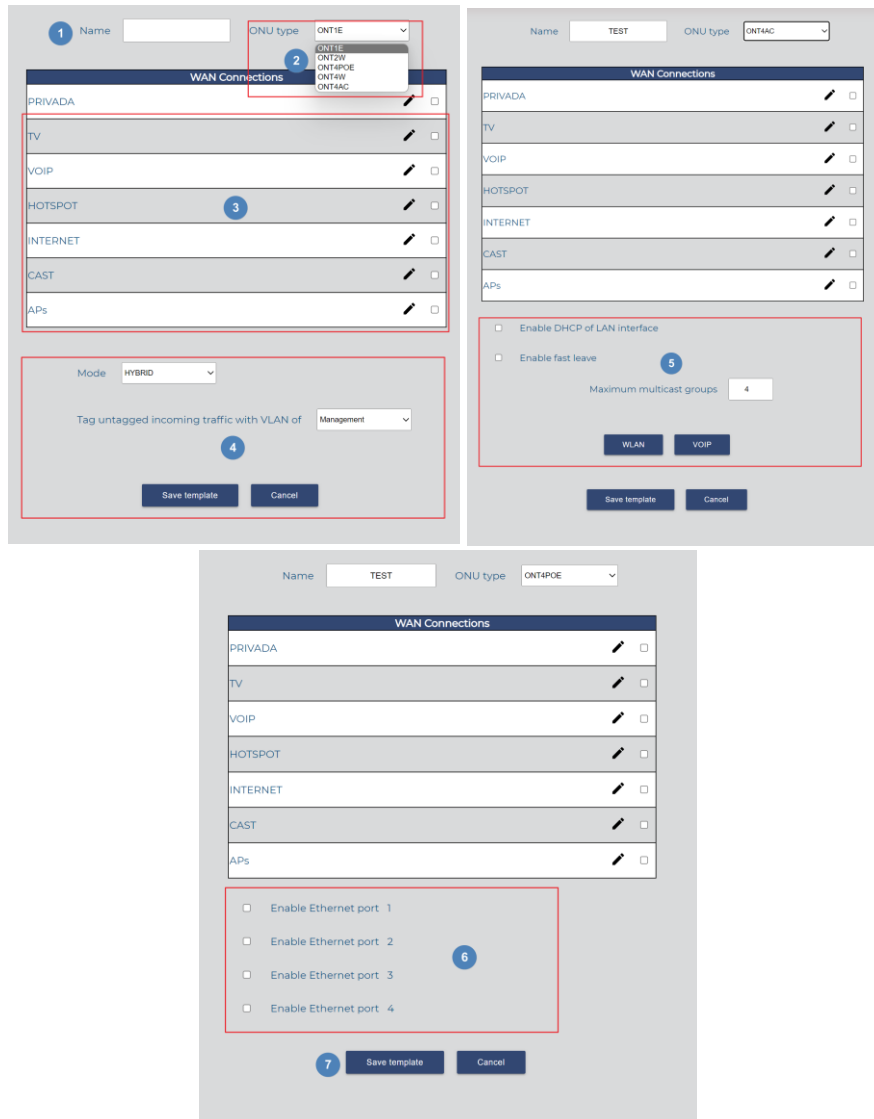 1 Name ONU type ONT1E
ONT1E
2 ONT2W
ONT4POE
ONT4W
ONT4AC
WAN Connections
PRIVADA
TV
VOIP
HOTSPOT 3
INTERNET
CAST
APs
Mode HYBRID
Tag untagged incoming traffic with VLAN of Management
4
Save template Cancel
Name TEST ONU type ONT4AC
WAN Connections
PRIVADA
TV
VOIP
HOTSPOT
INTERNET
CAST
APs
Enable DHCP of LAN interface
Enable fast leave 5
Maximum multicast groups 4
WLAN VOIP
Save template Cancel
Name TEST ONU type ONT4POE
WAN Connections
PRIVADA
TV
VOIP
HOTSPOT
INTERNET
CAST
APs
Enable Ethernet port 1
Enable Ethernet port 2
6
Enable Ethernet port 3
Enable Ethernet port 4
7 Save template Cancel